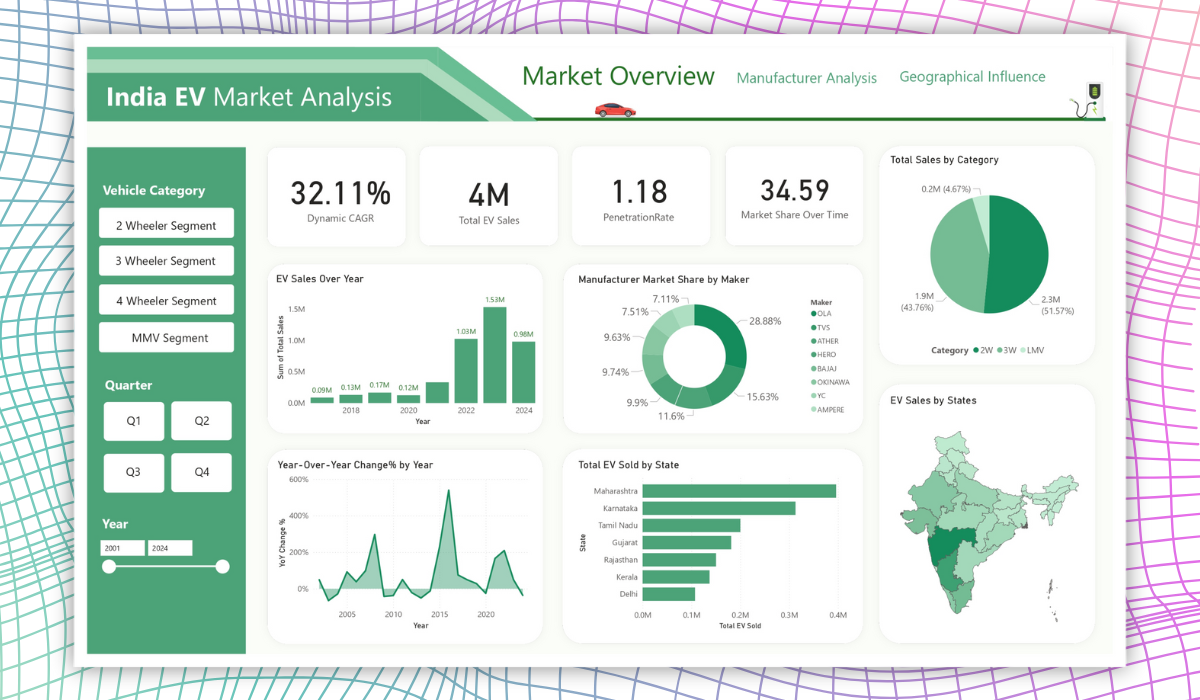 India EV Market Analysis
Market Overview
Manufacturer Analysis
Geographical Influence
Vehicle Category
2 Wheeler Segment
3 Wheeler Segment
4 Wheeler Segment
MMV Segment
Quarter
Q1
Q2
Q3
Q4
Year
2001
2024
32.11%
Dynamic CAGR
4M
Total EV Sales
1.18
PenetrationRate
34.59
Market Share Over Time
EV Sales Over Year
Sum of Total Sales
1.5M
1.0M
0.5M
0.0M
0.09M
0.13M
0.17M
0.12M
1.03M
1.53M
0.98M
2018
2020
2022
2024
Year
Manufacturer Market Share by Maker
28.88%
15.63%
11.6%
9.9%
9.74%
9.63%
7.51%
7.11%
Maker
OLA
TVS
ATHER
HERO
BAJAJ
OKINAWA
YC
AMPERE
Total Sales by Category
0.2M (4.67%)
1.9M
(43.76%)
2.3M
(51.57%)
Category 2W 3W LMV
Year-Over-Year Change% by Year
YoY Change %
600%
400%
200%
0%
2005
2010
2015
2020
Year
Total EV Sold by State
State
Maharashtra
Karnataka
Tamil Nadu
Gujarat
Rajasthan
Kerala
Delhi
0.0M
0.1M
0.2M
0.3M
0.4M
Total EV Sold
EV Sales by States